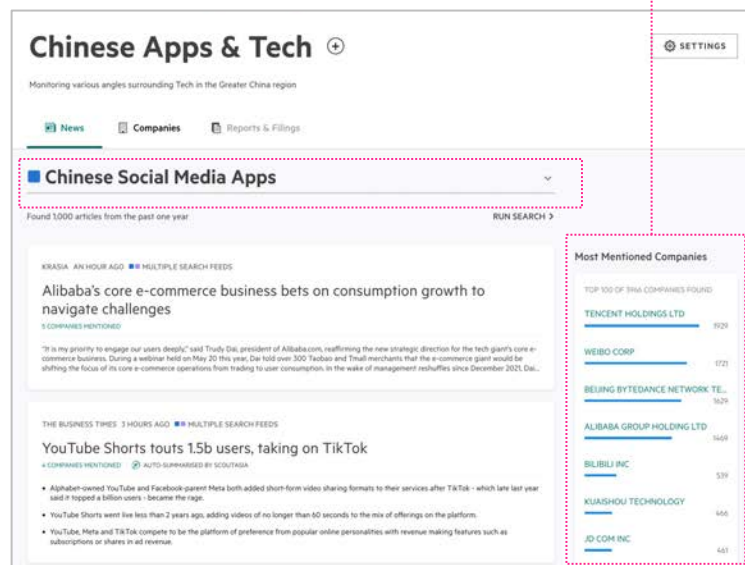 Chinese Apps & Tech
SETTINGS
Monitoring various angles surrounding Tech in the Greater China region
News
Companies
Reports & Filings
Chinese Social Media Apps
Found 1,000 articles from the past one year
RUN SEARCH >
KRASIA AN HOUR AGO MULTIPLE SEARCH FEEDS
Alibaba's core e-commerce business bets on consumption growth to
navigate challenges
5 COMPANIES MENTIONED
"It is my priority to engage our users deeply," said Trudy Dai, president of Alibaba.com, reaffirming the new strategic direction for the tech giant's core e-
commerce business. During a webinar held on May 20 this year, Dai told over 300 Taobao and Tmall merchants that the e-commerce giant would be
shifting the focus of its core e-commerce operations from trading to user consumption. In the wake of management reshuffles since December 2021, Dai...
THE BUSINESS TIMES 3 HOURS AGO MULTIPLE SEARCH FEEDS
YouTube Shorts touts 1.5b users, taking on TikTok
4 COMPANIES MENTIONED AUTO-SUMMARISED BY SCOUTASIA
• Alphabet-owned YouTube and Facebook-parent Meta both added short-form video sharing formats to their services after TikTok - which late last year
said it topped a billion users - became the rage.
• YouTube Shorts went live less than 2 years ago, adding videos of no longer than 60 seconds to the mix of offerings on the platform.
• YouTube, Meta and TikTok compete to be the platform of preference from popular online personalities with revenue making features such as
subscriptions or shares in ad revenue.
Most Mentioned Companies
TOP 100 OF 3966 COMPANIES FOUND
TENCENT HOLDINGS LTD
1929
WEIBO CORP
1721
BEIJING BYTEDANCE NETWORK TE...
1629
ALIBABA GROUP HOLDING LTD
1469
BILIBILI INC
539
KUAISHOU TECHNOLOGY
466
JD COM INC
461